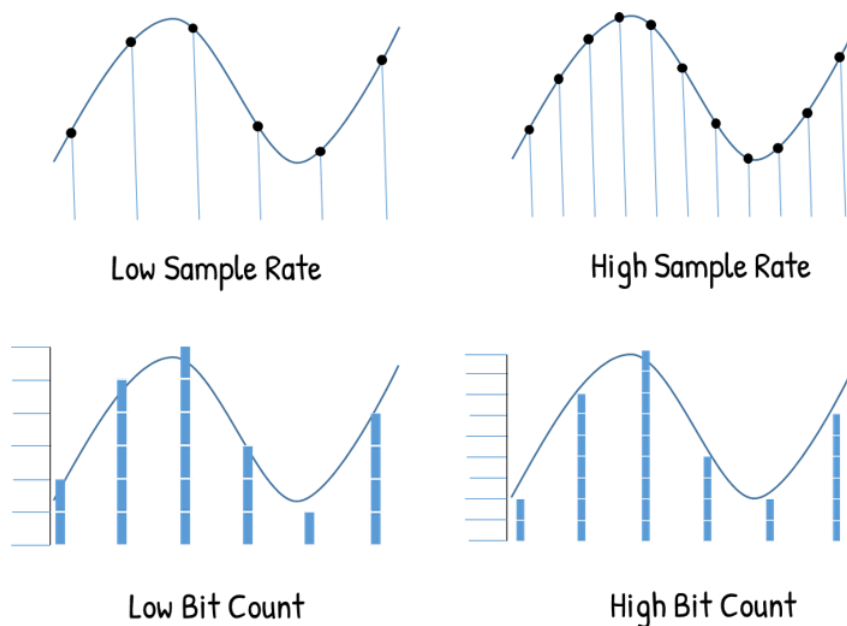 Low Sample Rate
High Sample Rate
Low Bit Count
High Bit Count